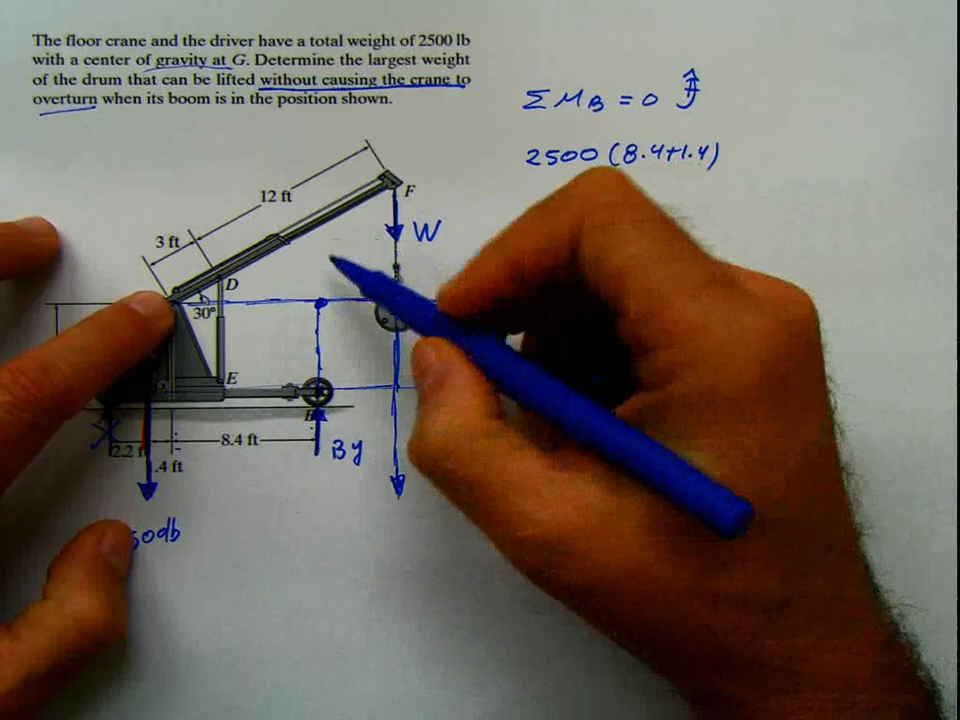 The floor crane and the driver have a total weight of 2500 lb
with a center of gravity at G. Determine the largest weight
of the drum that can be lifted without causing the crane to
overturn when its boom is in the position shown.
ΣM_B = 0
2500 (8.4+1.4)
12 ft
F
3 ft
W
D
30°
E
8.4 ft
By
2.2 f
.4 ft